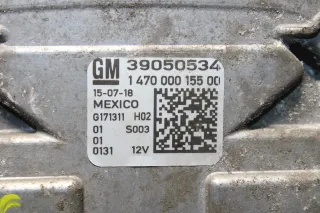 GM 39050534
1 470 000 155 00
15-07-18
MEXICO
G171311 H02
01 S003
01
0131 12V